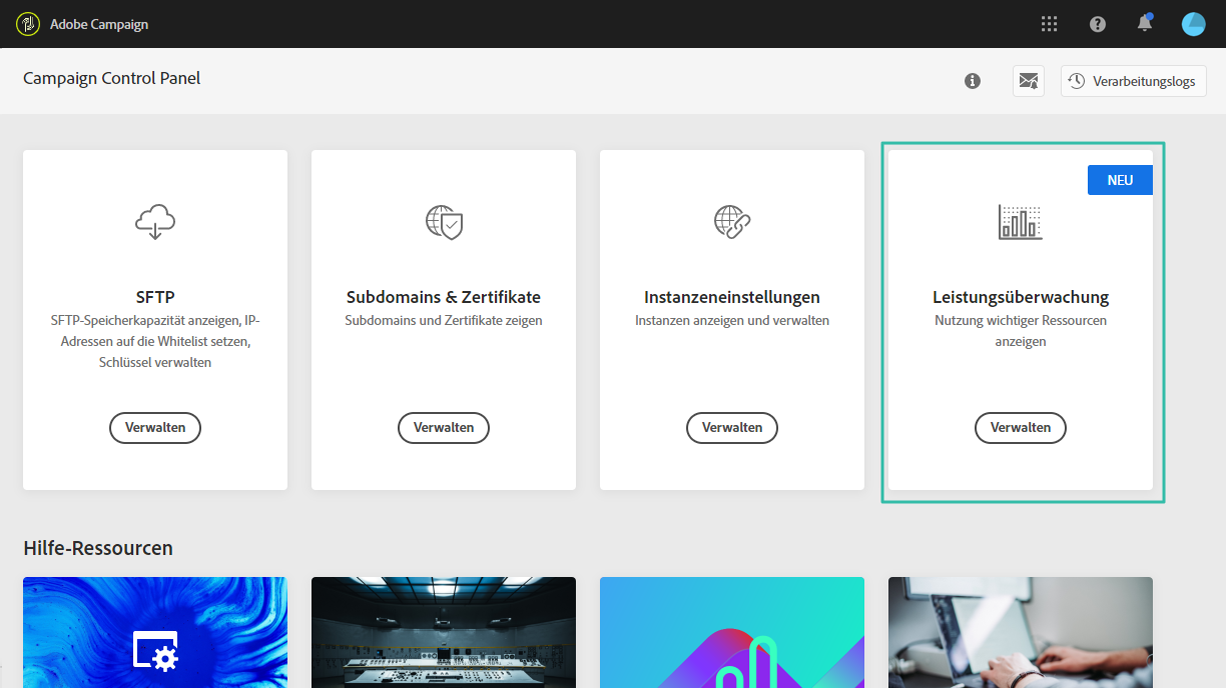 Adobe Campaign
Campaign Control Panel
Verarbeitungslogs
NEU
SFTP
SFTP-Speicherkapazität anzeigen, IP-
Adressen auf die Whitelist setzen,
Schlüssel verwalten
Verwalten
Subdomains & Zertifikate
Subdomains und Zertifikate zeigen
Verwalten
Instanzeneinstellungen
Instanzen anzeigen und verwalten
Verwalten
Leistungsüberwachung
Nutzung wichtiger Ressourcen
anzeigen
Verwalten
Hilfe-Ressourcen